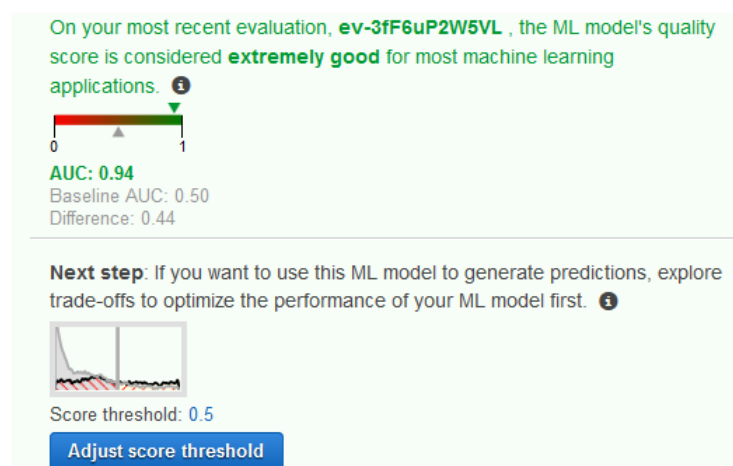 On your most recent evaluation, ev-3fF6uP2W5VL , the ML model's quality
score is considered extremely good for most machine learning
applications.
0 1
AUC: 0.94
Baseline AUC: 0.50
Difference: 0.44
Next step: If you want to use this ML model to generate predictions, explore
trade-offs to optimize the performance of your ML model first.
Score threshold: 0.5
Adjust score threshold